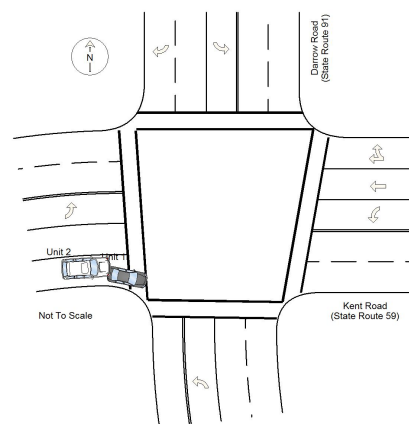 N
Darrow Road
(State Route 91)
Unit 2
Unit 1
Not To Scale
Kent Road
(State Route 59)